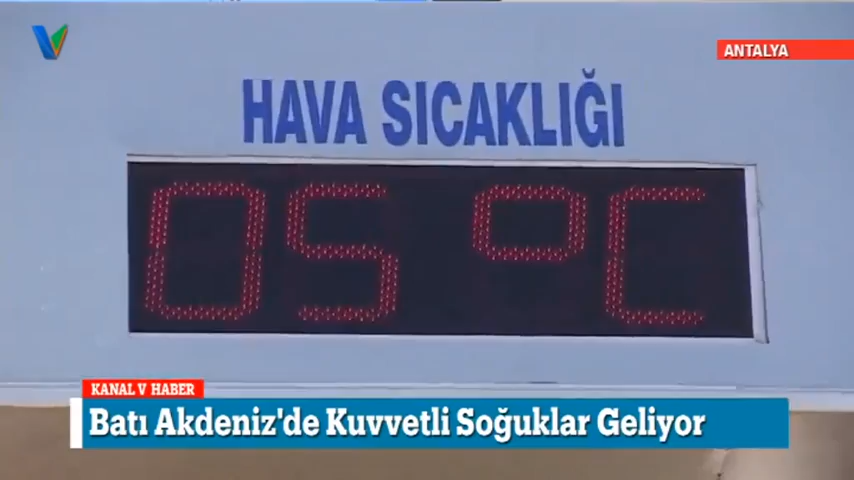 ANTALYA
HAVA SICAKLIĞI
05 °C
KANAL V HABER
Batı Akdeniz'de Kuvvetli Soğuklar Geliyor